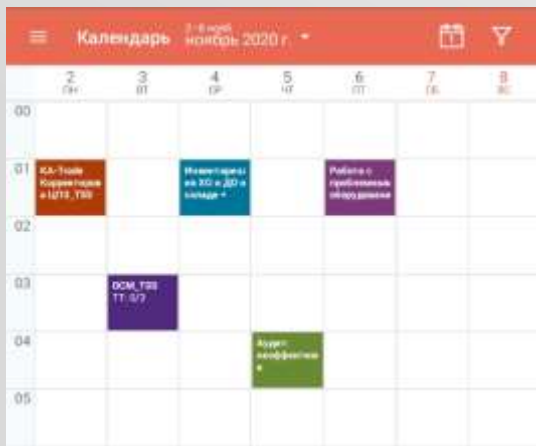 Календарь
2-8 нояб.
ноябрь 2020 г.
1
2 3 4 5 6 7 8
ПН ВТ СР ЧТ ПТ СБ ВС
00
01
KA-Trade
Корректиров
Инвентаризац
ия ХО и ДО в
складе +
Работа с
проблемным
оборудовани
02
03
DCM_TSS
ТТ: 0/3
04
Аудит:
неэффективн
05